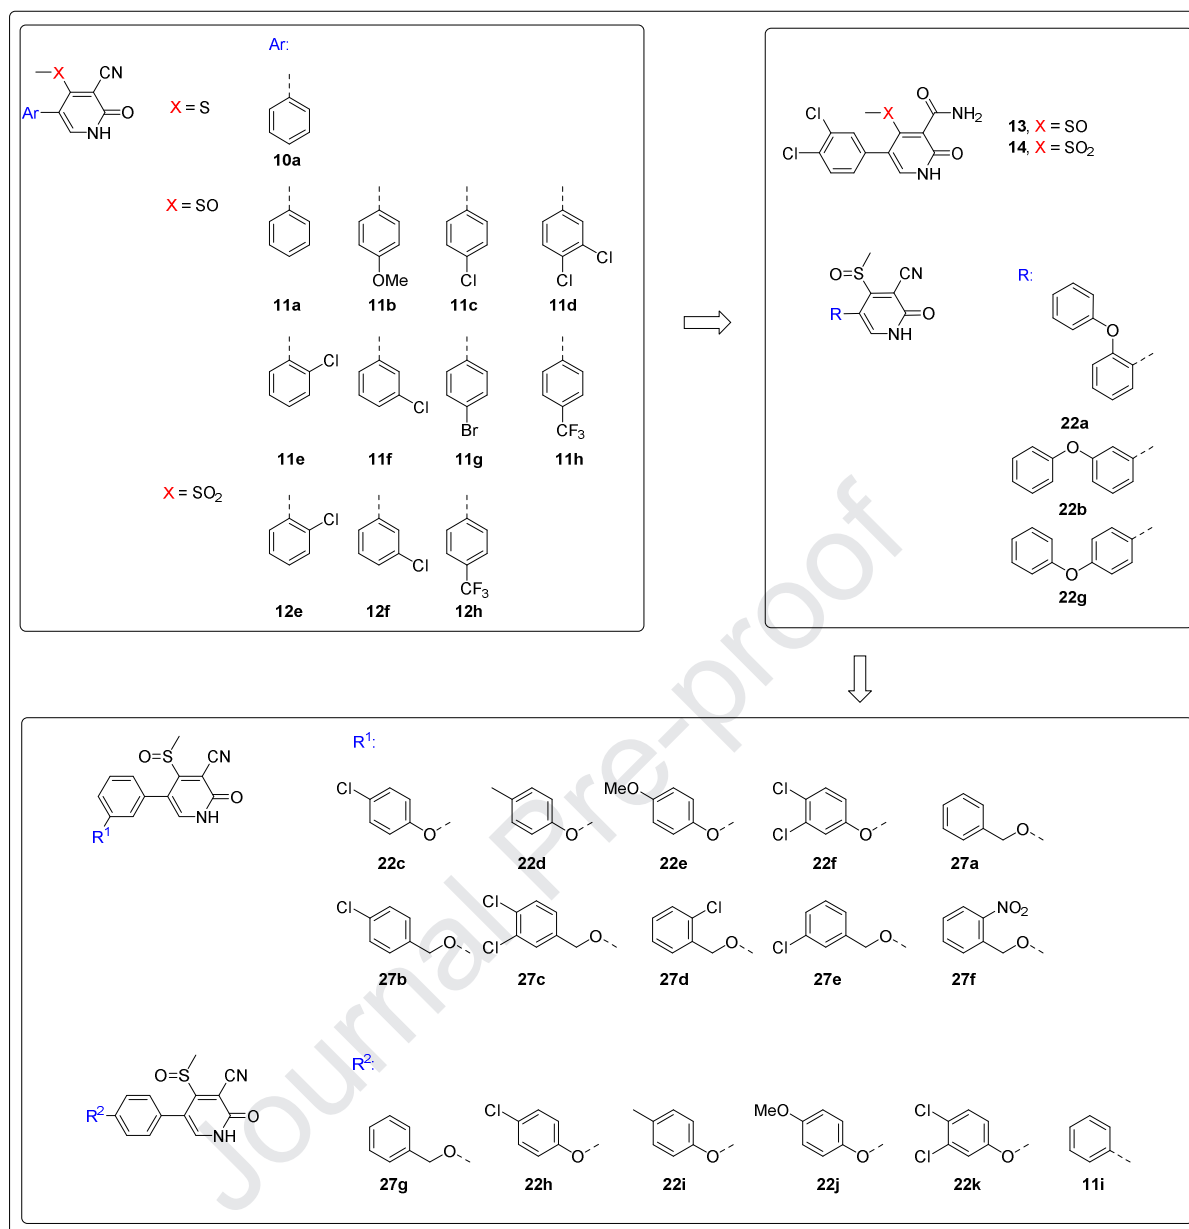 Ar:
X
CN
Ar
O
NH
X = S
10a
X = SO
OMe
Cl
Cl
Cl
11a 11b 11c 11d
Cl
Cl
Br
CF3
11e 11f 11g 11h
X = SO2
Cl
Cl
CF3
12e 12f 12h
O
Cl
X
NH2
Cl
O
NH
13, X = SO
14, X = SO2
O
S
CN
R
O
NH
R:
O
22a
O
22b
O
22g
R1:
O
S
CN
O
NH
R1
Cl
O
O
MeO
O
Cl
Cl
O
O
22c 22d 22e 22f 27a
Cl
O
Cl
Cl
O
Cl
O
Cl
O
NO2
O
27b 27c 27d 27e 27f
R2:
O
S
CN
R2
O
NH
O
Cl
O
O
MeO
O
Cl
Cl
O
27g 22h 22i 22j 22k 11i
Journal Pre-proof